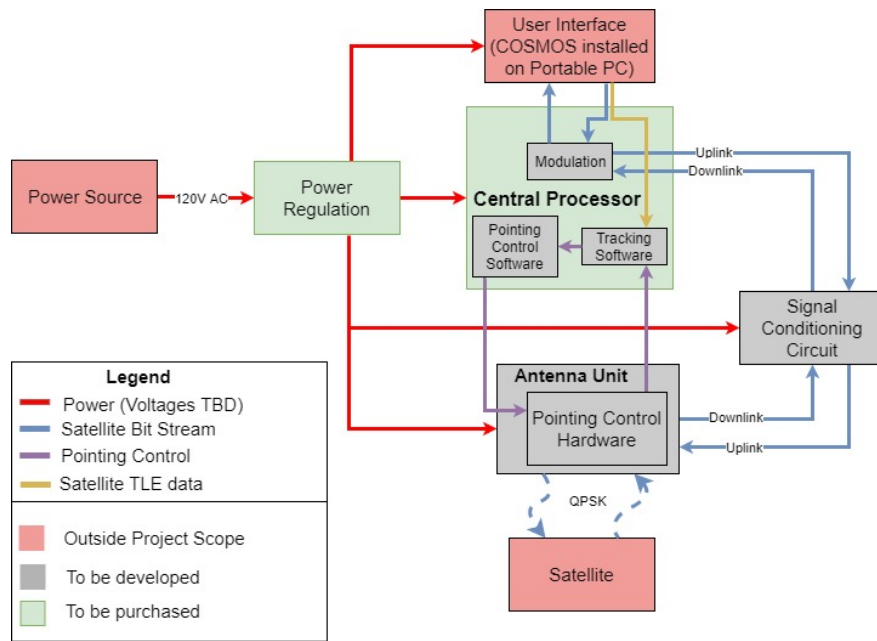 User Interface
(COSMOS installed
on Portable PC)
Modulation
Uplink
Downlink
Power Source
120V AC
Power
Regulation
Central Processor
Pointing
Control
Software
Tracking
Software
Signal
Conditioning
Circuit
Antenna Unit
Pointing Control
Hardware
Downlink
Uplink
QPSK
Satellite
Legend
Power (Voltages TBD)
Satellite Bit Stream
Pointing Control
Satellite TLE data
Outside Project Scope
To be developed
To be purchased